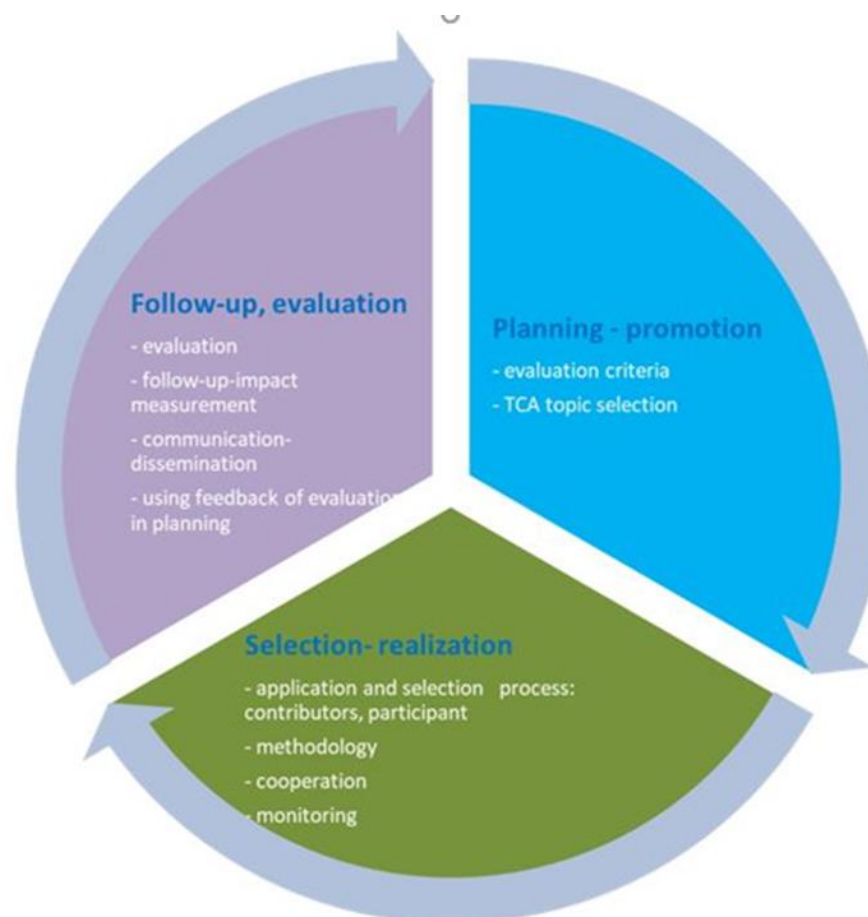 Follow-up, evaluation
- evaluation
- follow-up-impact
measurement
- communication-
dissemination
- using feedback of evaluation
in planning
Planning - promotion
- evaluation criteria
- TCA topic selection
Selection- realization
- application and selection process:
contributors, participant
- methodology
- cooperation
- monitoring